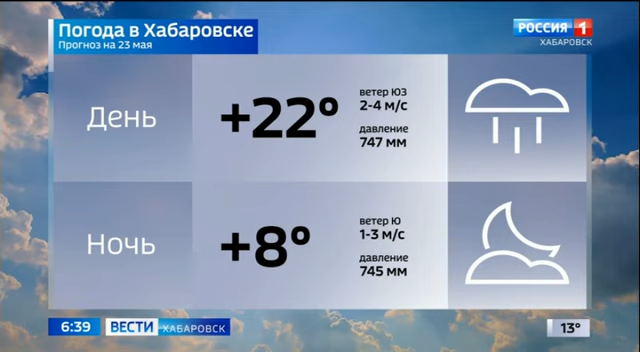 Погода в Хабаровске
Прогноз на 23 мая
РОССИЯ 1
ХАБАРОВСК
День
+22°
ветер ЮЗ
2-4 м/с
давление
747 мм
Ночь
+8°
ветер Ю
1-3 м/с
давление
745 мм
6:39
ВЕСТИ ХАБАРОВСК
13°